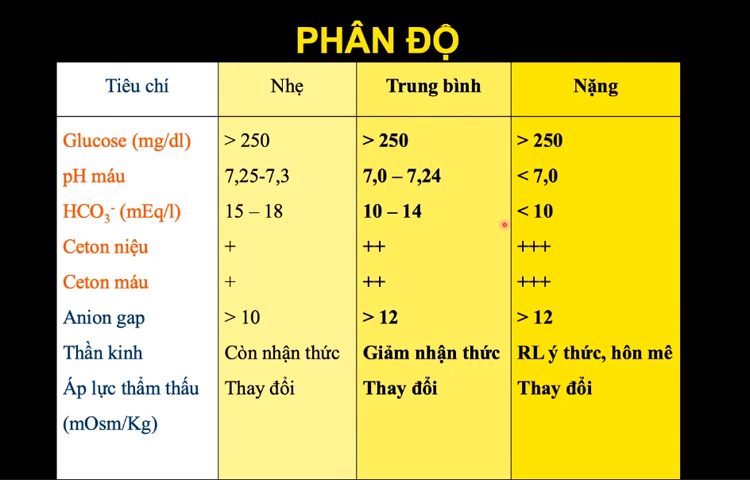 PHÂN ĐỘ
Tiêu chí Nhẹ Trung bình Nặng
Glucose (mg/dl) > 250 > 250 > 250
pH máu 7,25-7,3 7,0 – 7,24 < 7,0
HCO3- (mEq/l) 15 – 18 10 – 14 < 10
Ceton niệu + ++ +++
Ceton máu + ++ +++
Anion gap > 10 > 12 > 12
Thần kinh Còn nhận thức Giảm nhận thức RL ý thức, hôn mê
Áp lực thẩm thấu Thay đổi Thay đổi Thay đổi
(mOsm/Kg)